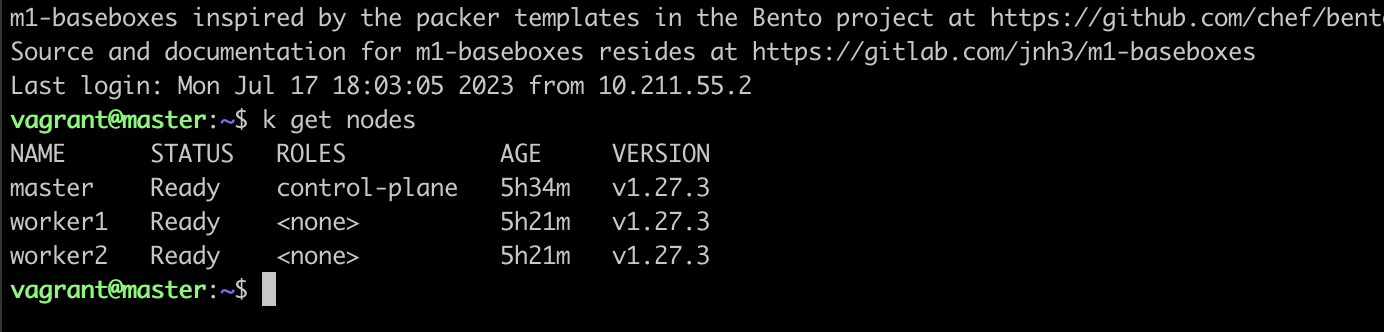 m1-baseboxes inspired by the packer templates in the Bento project at https://github.com/chef/bento
Source and documentation for m1-baseboxes resides at https://gitlab.com/jnh3/m1-baseboxes
Last login: Mon Jul 17 18:03:05 2023 from 10.211.55.2
vagrant@master:~$ k get nodes
NAME      STATUS   ROLES           AGE     VERSION
master    Ready    control-plane   5h34m   v1.27.3
worker1   Ready    <none>          5h21m   v1.27.3
worker2   Ready    <none>          5h21m   v1.27.3
vagrant@master:~$